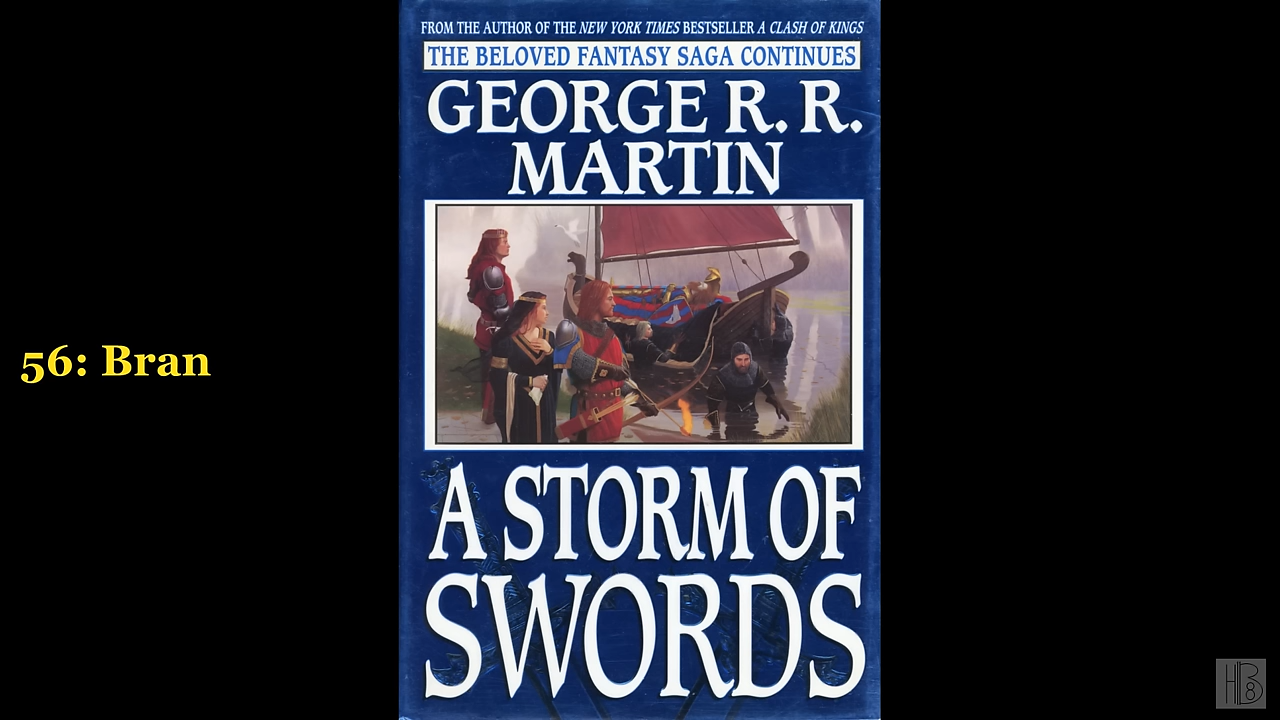 FROM THE AUTHOR OF THE NEW YORK TIMES BESTSELLER A CLASH OF KINGS
THE BELOVED FANTASY SAGA CONTINUES
GEORGE R. R.
MARTIN
56: Bran
A STORM OF
SWORDS
HB8